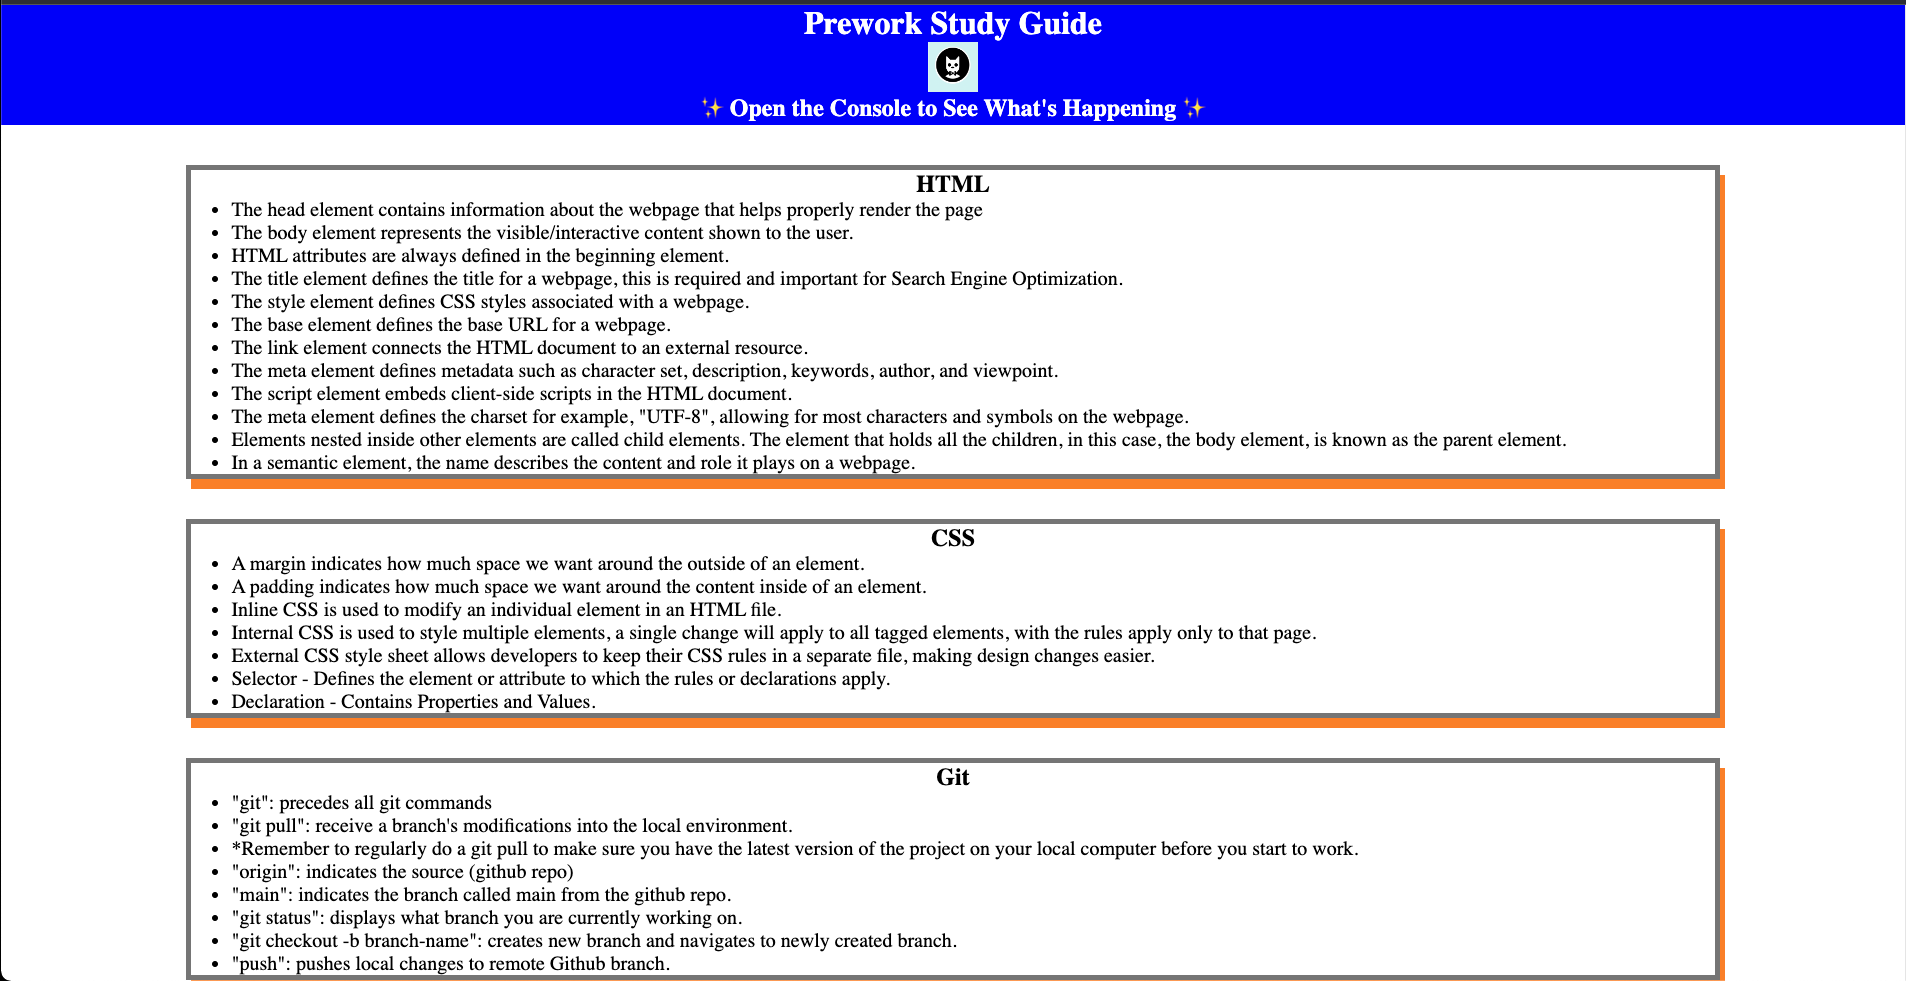 Prework Study Guide
✨ Open the Console to See What's Happening ✨
HTML
• The head element contains information about the webpage that helps properly render the page
• The body element represents the visible/interactive content shown to the user.
• HTML attributes are always defined in the beginning element.
• The title element defines the title for a webpage, this is required and important for Search Engine Optimization.
• The style element defines CSS styles associated with a webpage.
• The base element defines the base URL for a webpage.
• The link element connects the HTML document to an external resource.
• The meta element defines metadata such as character set, description, keywords, author, and viewpoint.
• The script element embeds client-side scripts in the HTML document.
• The meta element defines the charset for example, "UTF-8", allowing for most characters and symbols on the webpage.
• Elements nested inside other elements are called child elements. The element that holds all the children, in this case, the body element, is known as the parent element.
• In a semantic element, the name describes the content and role it plays on a webpage.
CSS
• A margin indicates how much space we want around the outside of an element.
• A padding indicates how much space we want around the content inside of an element.
• Inline CSS is used to modify an individual element in an HTML file.
• Internal CSS is used to style multiple elements, a single change will apply to all tagged elements, with the rules apply only to that page.
• External CSS style sheet allows developers to keep their CSS rules in a separate file, making design changes easier.
• Selector - Defines the element or attribute to which the rules or declarations apply.
• Declaration - Contains Properties and Values.
Git
• "git": precedes all git commands
• "git pull": receive a branch's modifications into the local environment.
• *Remember to regularly do a git pull to make sure you have the latest version of the project on your local computer before you start to work.
• "origin": indicates the source (github repo)
• "main": indicates the branch called main from the github repo.
• "git status": displays what branch you are currently working on.
• "git checkout -b branch-name": creates new branch and navigates to newly created branch.
• "push": pushes local changes to remote Github branch.